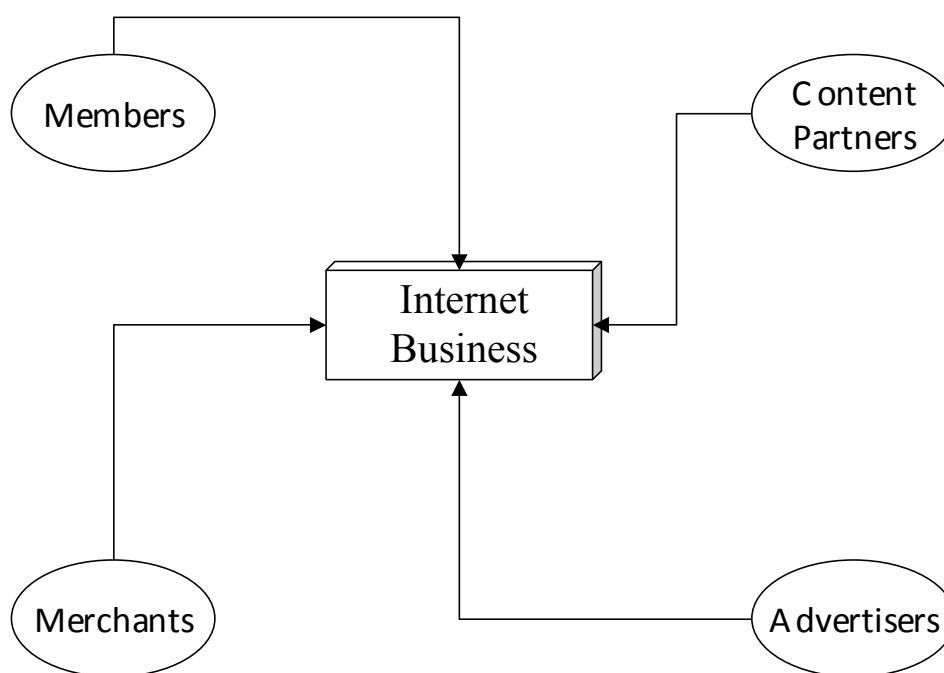 Members
Content
Partners
Internet
Business
Merchants
Advertisers